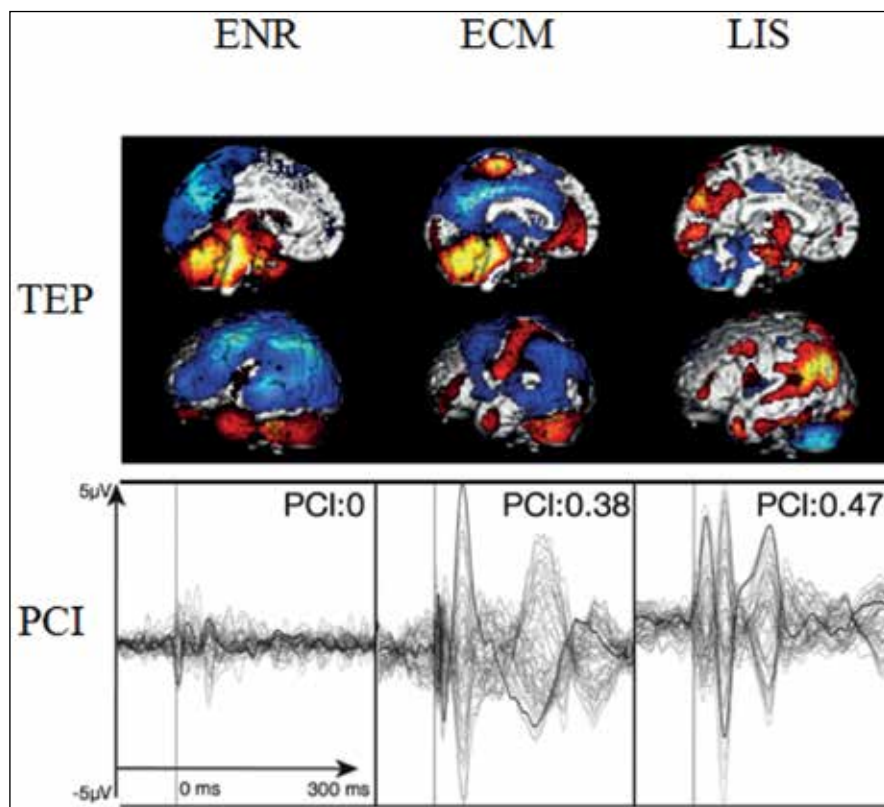 ENR ECM LIS
TEP
5µV PCI:0 PCI:0.38 PCI:0.47
PCI
-5µV 0 ms 300 ms